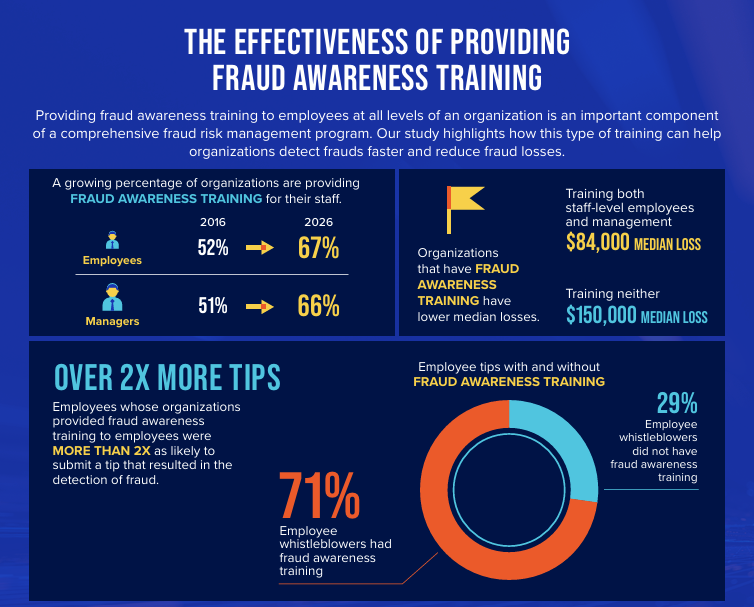 THE EFFECTIVENESS OF PROVIDING
FRAUD AWARENESS TRAINING
Providing fraud awareness training to employees at all levels of an organization is an important component
of a comprehensive fraud risk management program. Our study highlights how this type of training can help
organizations detect frauds faster and reduce fraud losses.
A growing percentage of organizations are providing
FRAUD AWARENESS TRAINING for their staff.
2016 2026
Employees 52% 67%
Managers 51% 66%
Organizations
that have FRAUD
AWARENESS
TRAINING have
lower median losses.
Training both
staff-level employees
and management
$84,000 MEDIAN LOSS
Training neither
$150,000 MEDIAN LOSS
OVER 2X MORE TIPS
Employees whose organizations
provided fraud awareness
training to employees were
MORE THAN 2X as likely to
submit a tip that resulted in the
detection of fraud.
Employee tips with and without
FRAUD AWARENESS TRAINING
71%
Employee
whistleblowers had
fraud awareness
training
29%
Employee
whistleblowers
did not have
fraud awareness
training